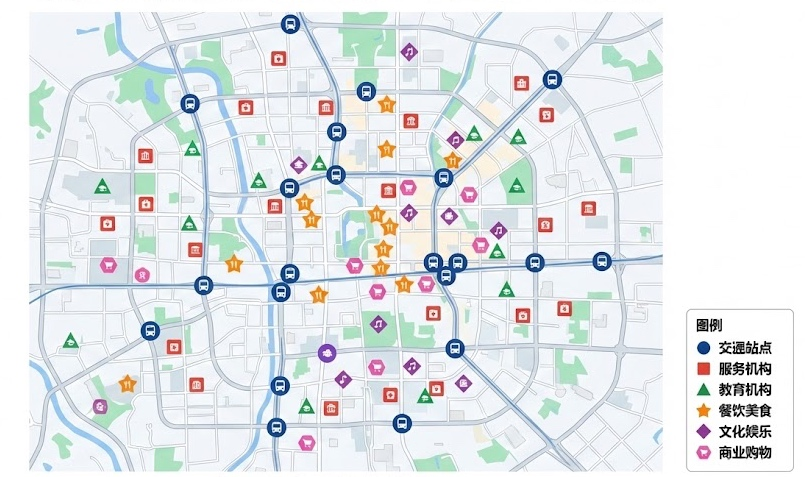 图例
交通站点
服务机构
教育机构
餐饮美食
文化娱乐
商业购物